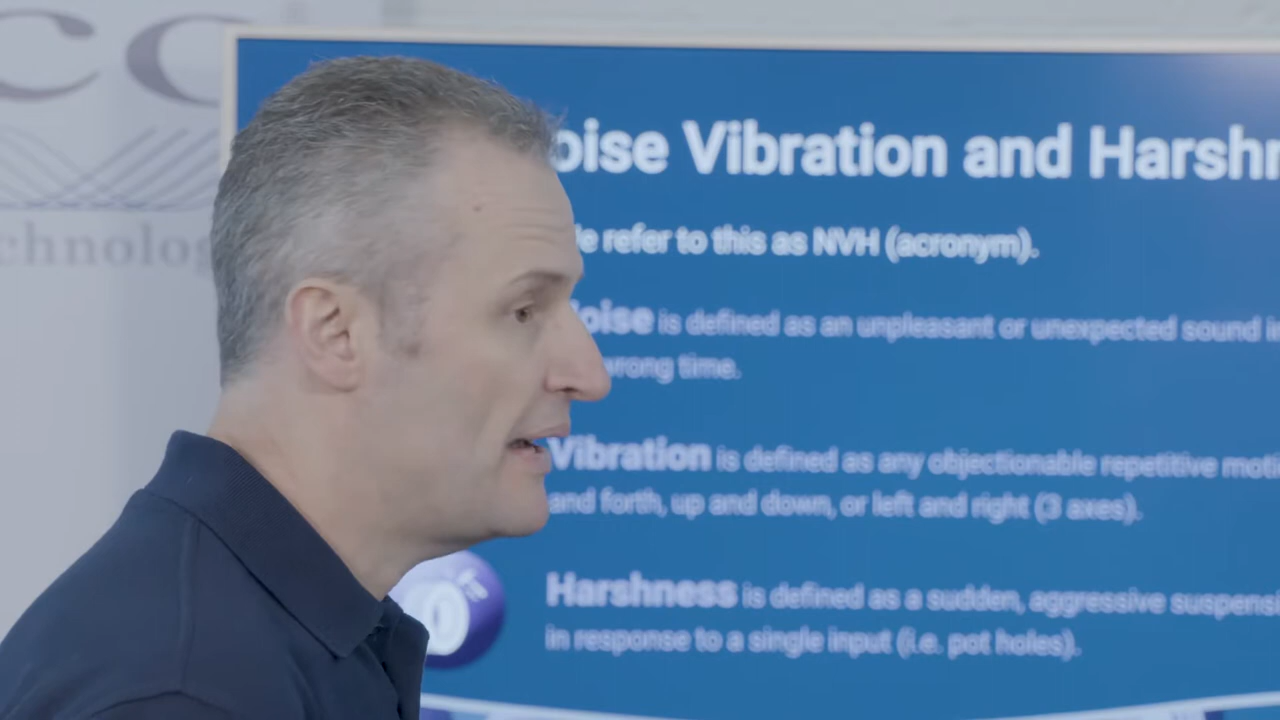 cc
chnolog
oise Vibration and Harshn
e refer to this as NVH (acronym).
oise is defined as an unpleasant or unexpected sound i
wrong time.
Vibration is defined as any objectionable repetitive moti
and forth, up and down, or left and right (3 axes).
Harshness is defined as a sudden, aggressive suspens
in response to a single input (i.e. pot holes).